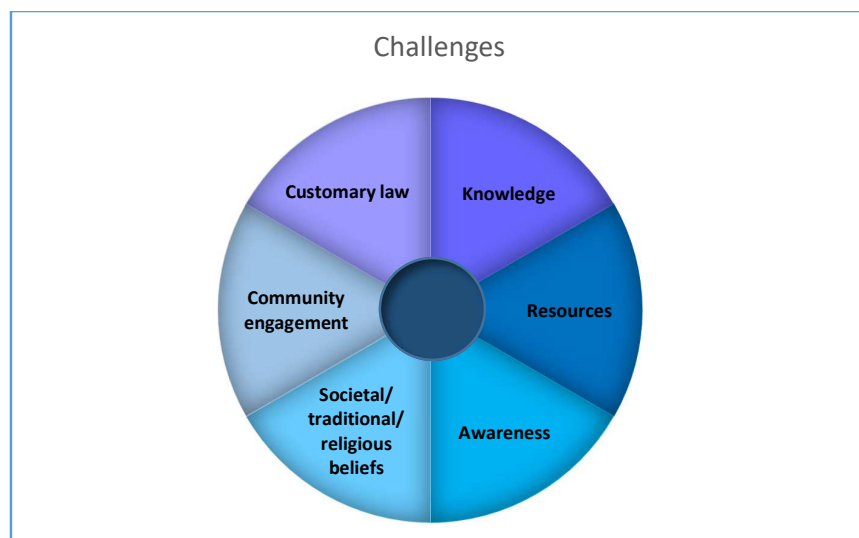 Challenges
Customary law
Knowledge
Community
engagement
Resources
Societal/
traditional/
religious
beliefs
Awareness